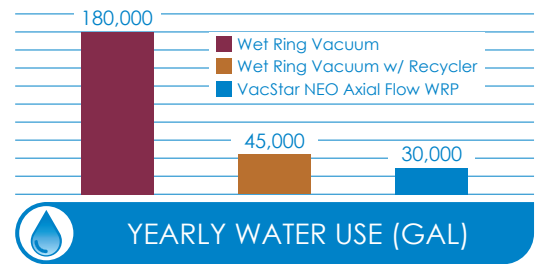 180,000
Wet Ring Vacuum
Wet Ring Vacuum w/ Recycler
VacStar NEO Axial Flow WRP
45,000
30,000
YEARLY WATER USE (GAL)